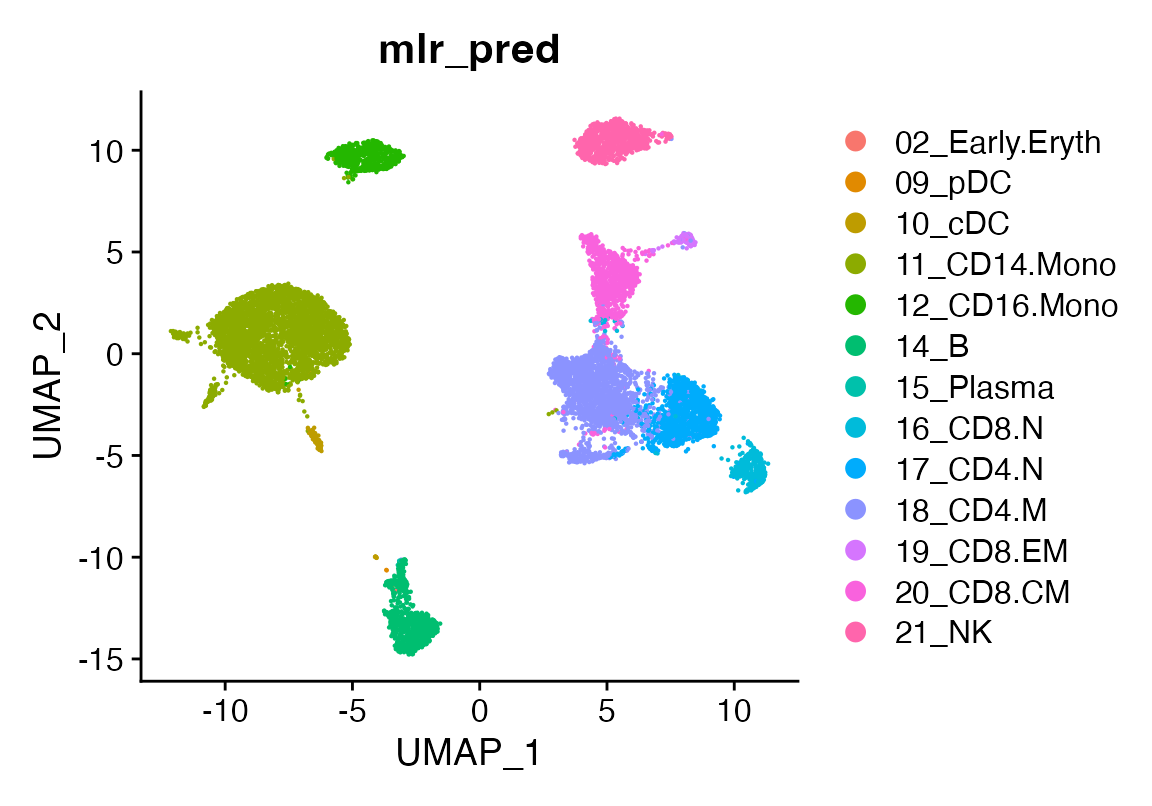 mlr_pred
10
5
0
-5
-10
-15
UMAP_2
-10
-5
0
5
10
UMAP_1
02_Early.Eryth
09_pDC
10_cDC
11_CD14.Mono
12_CD16.Mono
14_B
15_Plasma
16_CD8.N
17_CD4.N
18_CD4.M
19_CD8.EM
20_CD8.CM
21_NK